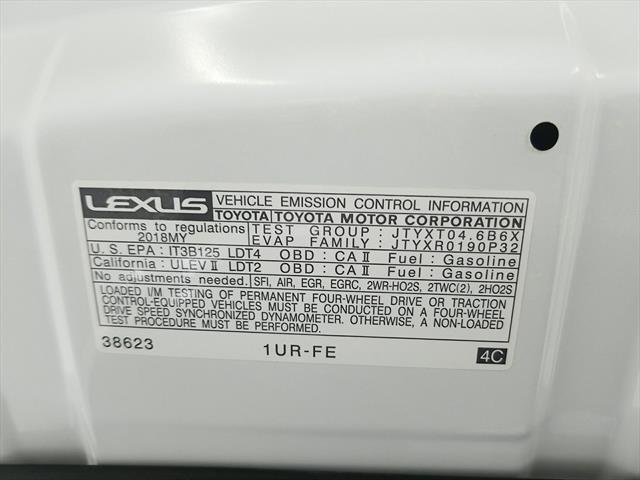 LEXUS VEHICLE EMISSION CONTROL INFORMATION
TOYOTA TOYOTA MOTOR CORPORATION
Conforms to regulations TEST GROUP : JTYXT04.6B6X
2018MY EVAP FAMILY : JTYXR0190P32
U. S. EPA : IT3B125 LDT4 OBD : CA II Fuel : Gasoline
California : ULEV II LDT2 OBD : CA II Fuel : Gasoline
No adjustments needed. SFI, AIR, EGR, EGRC, 2WR-HO2S, 2TWC(2), 2HO2S
LOADED I/M TESTING OF PERMANENT FOUR-WHEEL DRIVE OR TRACTION
CONTROL-EQUIPPED VEHICLES MUST BE CONDUCTED ON A FOUR-WHEEL
DRIVE SPEED SYNCHRONIZED DYNAMOMETER. OTHERWISE, A NON-LOADED
TEST PROCEDURE MUST BE PERFORMED.
38623 1UR-FE 4C